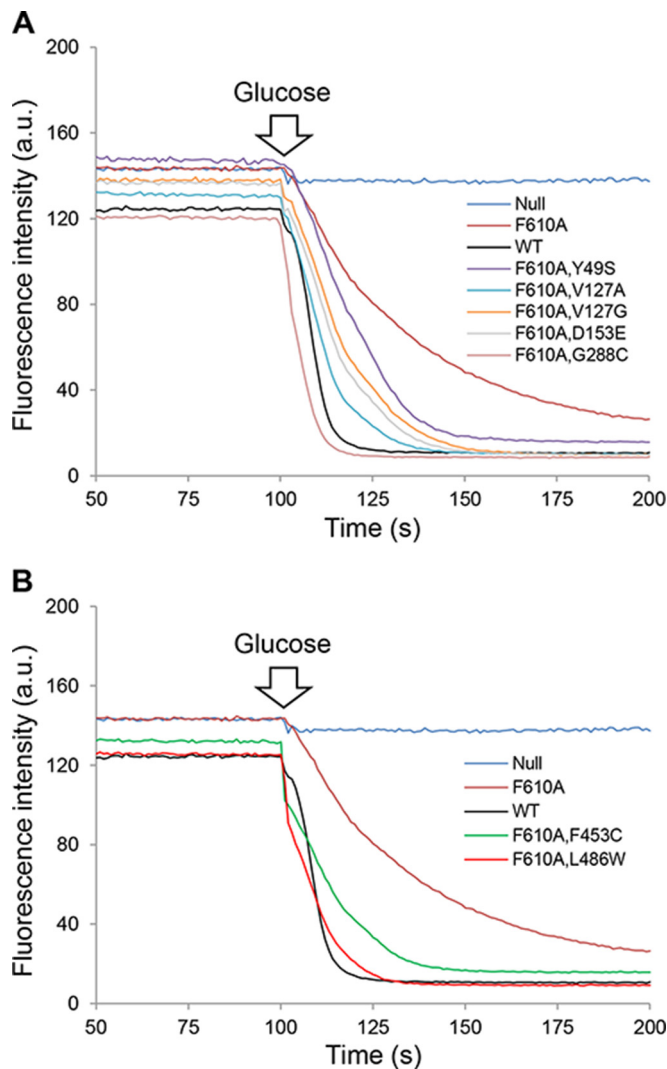 A
Fluorescence intensity (a.u.)
200
160
120
80
40
0
Glucose
Null
F610A
WT
F610A,Y49S
F610A,V127A
F610A,V127G
F610A,D153E
F610A,G288C
50
75
100
125
150
175
200
Time (s)
B
Fluorescence intensity (a.u.)
200
160
120
80
40
0
Glucose
Null
F610A
WT
F610A,F453C
F610A,L486W
50
75
100
125
150
175
200
Time (s)